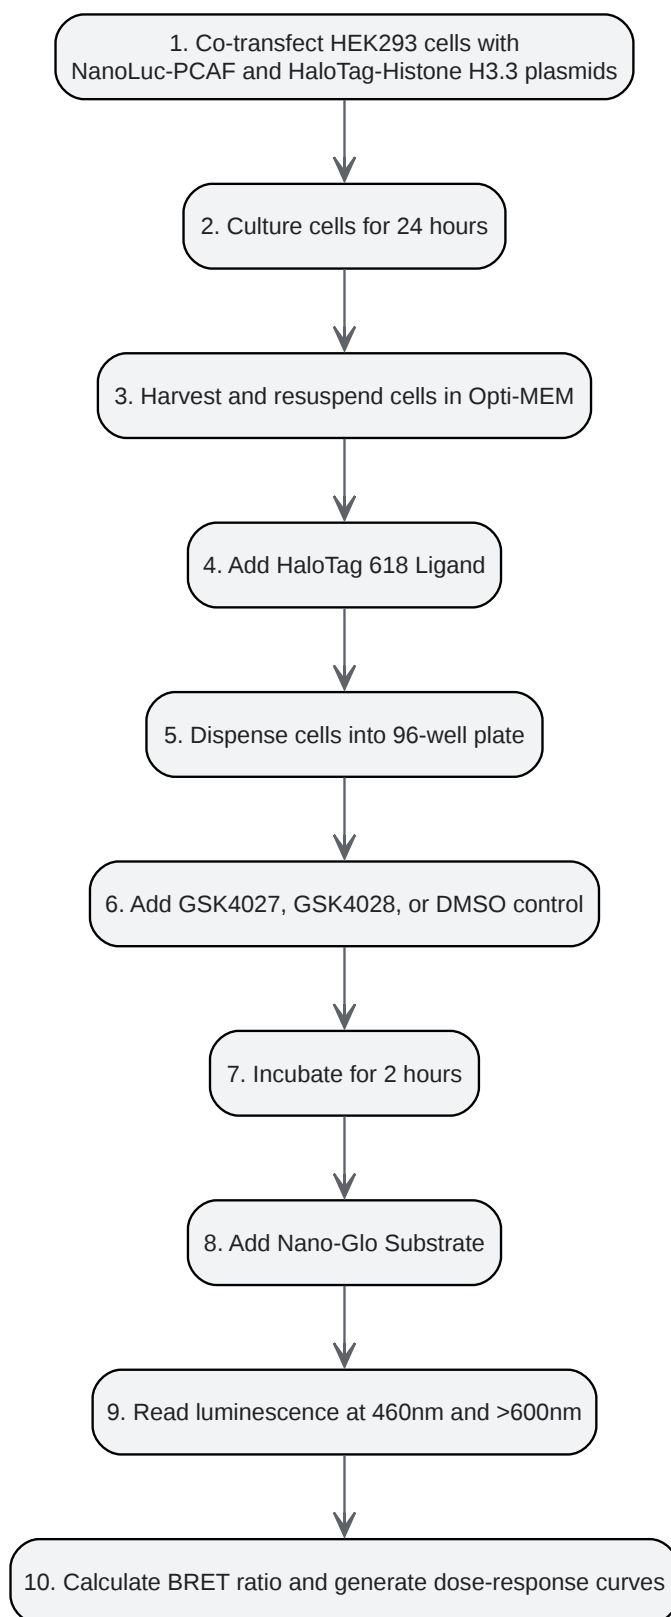 1. Co-transfect HEK293 cells with
NanoLuc-PCAF and HaloTag-Histone H3.3 plasmids
2. Culture cells for 24 hours
3. Harvest and resuspend cells in Opti-MEM
4. Add HaloTag 618 Ligand
5. Dispense cells into 96-well plate
6. Add GSK4027, GSK4028, or DMSO control
7. Incubate for 2 hours
8. Add Nano-Glo Substrate
9. Read luminescence at 460nm and >600nm
10. Calculate BRET ratio and generate dose-response curves